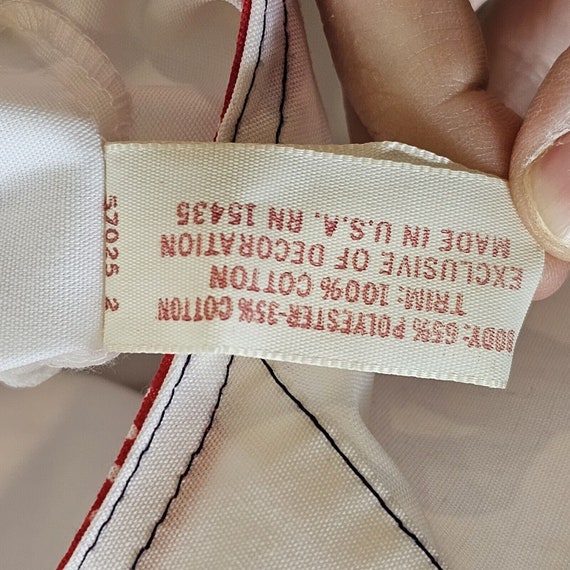 BODY: 65% POLYESTER-35% COTTON
TRIM: 100% COTTON
EXCLUSIVE OF DECORATION
MADE IN U.S.A. RN 15435
57025 2